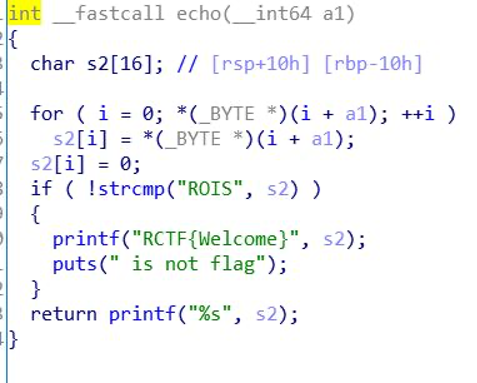 int __fastcall echo(__int64 a1)
{
char s2[16]; // [rsp+10h] [rbp-10h]
for ( i = 0; *(_BYTE *)(i + a1); ++i )
s2[i] = *(_BYTE *)(i + a1);
s2[i] = 0;
if ( !strcmp("ROIS", s2) )
{
printf("RCTF{Welcome}", s2);
puts(" is not flag");
}
return printf("%s", s2);
}